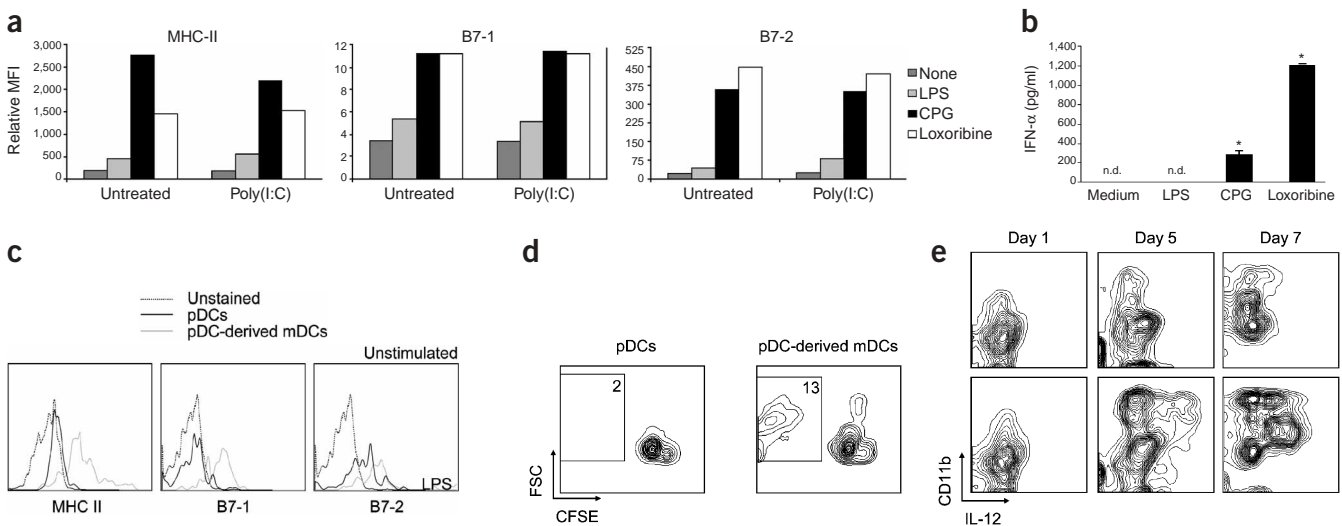 a
MHC-II
Relative MFI
3,000
2,500
2,000
1,500
1,000
500
0
Untreated
Poly(I:C)
B7-1
12
10
8
6
4
2
0
Untreated
Poly(I:C)
B7-2
525
450
375
300
225
150
75
0
Untreated
Poly(I:C)
None
LPS
CPG
Loxoribine
b
IFN-α (pg/ml)
1,400
1,200
1,000
800
600
400
200
0
n.d.
n.d.
*
*
Medium
LPS
CPG
Loxoribine
c
Unstained
pDCs
pDC-derived mDCs
Unstimulated
LPS
MHC II
B7-1
B7-2
d
pDCs
pDC-derived mDCs
2
13
FSC
CFSE
e
Day 1
Day 5
Day 7
CD11b
IL-12